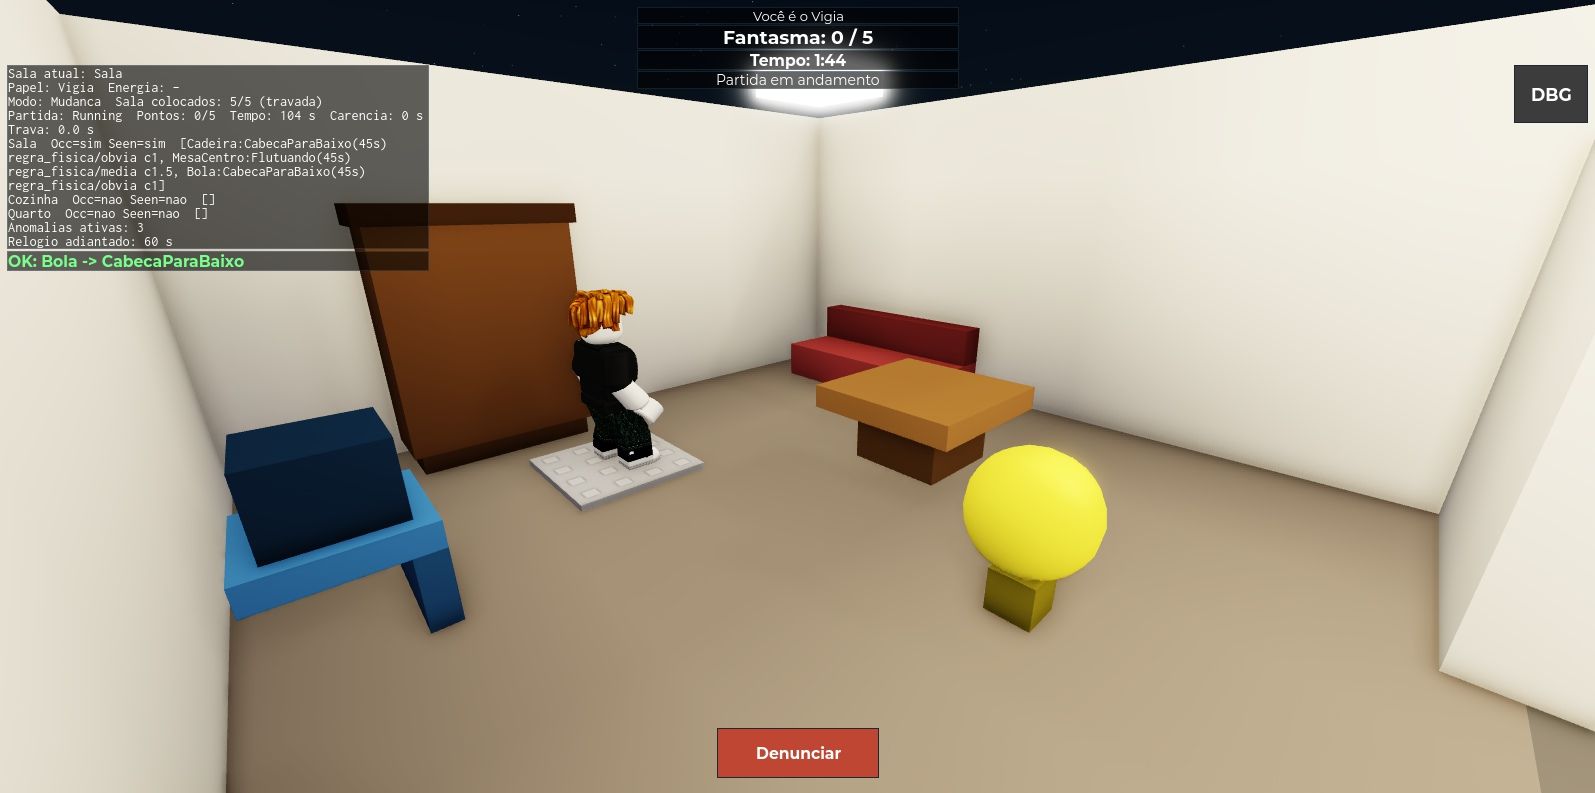 Você é o Vigia
Fantasma: 0 / 5
Tempo: 1:44
Partida em andamento
Sala atual: Sala
Papel: Vigia  Energia: –
Modo: Mudanca  Sala colocados: 5/5 (travada)
Partida: Running  Pontos: 0/5  Tempo: 104 s  Carencia: 0 s
Trava: 0.0 s
Sala  Occ=sim Seen=sim  [Cadeira:CabecaParaBaixo(45s)
regra_fisica/obvia c1, MesaCentro:Flutuando(45s)
regra_fisica/media c1.5, Bola:CabecaParaBaixo(45s)
regra_fisica/obvia c1]
Cozinha  Occ=nao Seen=nao  []
Quarto  Occ=nao Seen=nao  []
Anomalias ativas: 3
Relogio adiantado: 60 s
OK: Bola -> CabecaParaBaixo
DBG
Denunciar